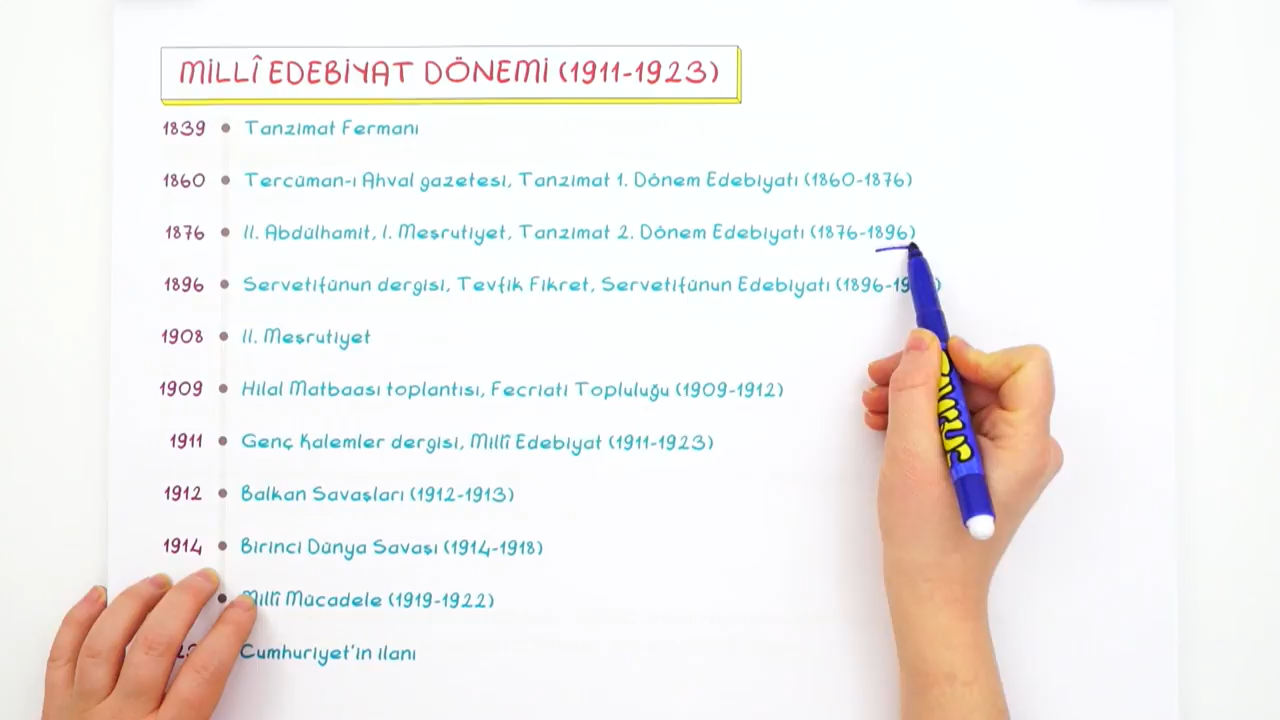 MİLLÎ EDEBİYAT DÖNEMİ (1911-1923)
1839 Tanzimat Fermanı
1860 Tercüman-ı Ahval gazetesi, Tanzimat 1. Dönem Edebiyatı (1860-1876)
1876 II. Abdülhamit, I. Meşrutiyet, Tanzimat 2. Dönem Edebiyatı (1876-1896)
1896 Servetifünun dergisi, Tevfik Fikret, Servetifünun Edebiyatı
1908 II. Meşrutiyet
1909 Hilal Matbaası toplantısı, Fecriati Topluluğu (1909-1912)
1911 Genç Kalemler dergisi, Millî Edebiyat (1911-1923)
1912 Balkan Savaşları (1912-1913)
1914 Birinci Dünya Savaşı (1914-1918)
Millî Mücadele (1919-1922)
Cumhuriyet'in ilanı